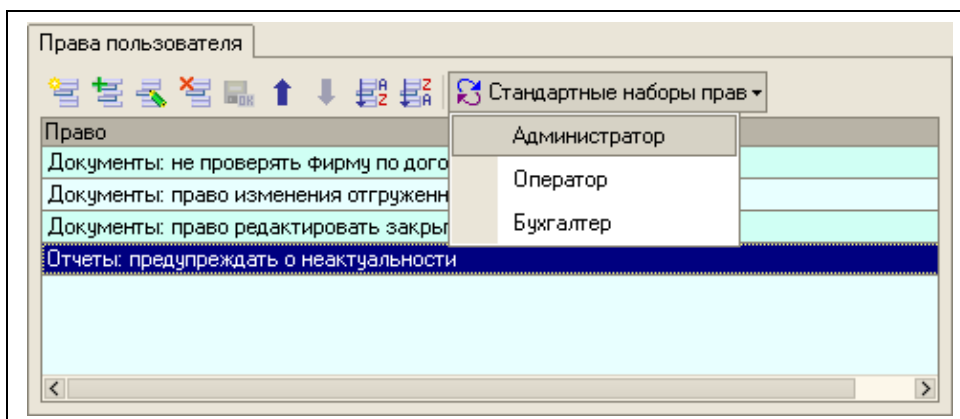 Права пользователя
Стандартные наборы прав
Право
Администратор
Документы: не проверять фирму по дого
Оператор
Документы: право изменения отгруженн
Бухгалтер
Документы: право редактировать закрыт
Отчеты: предупреждать о неактуальности